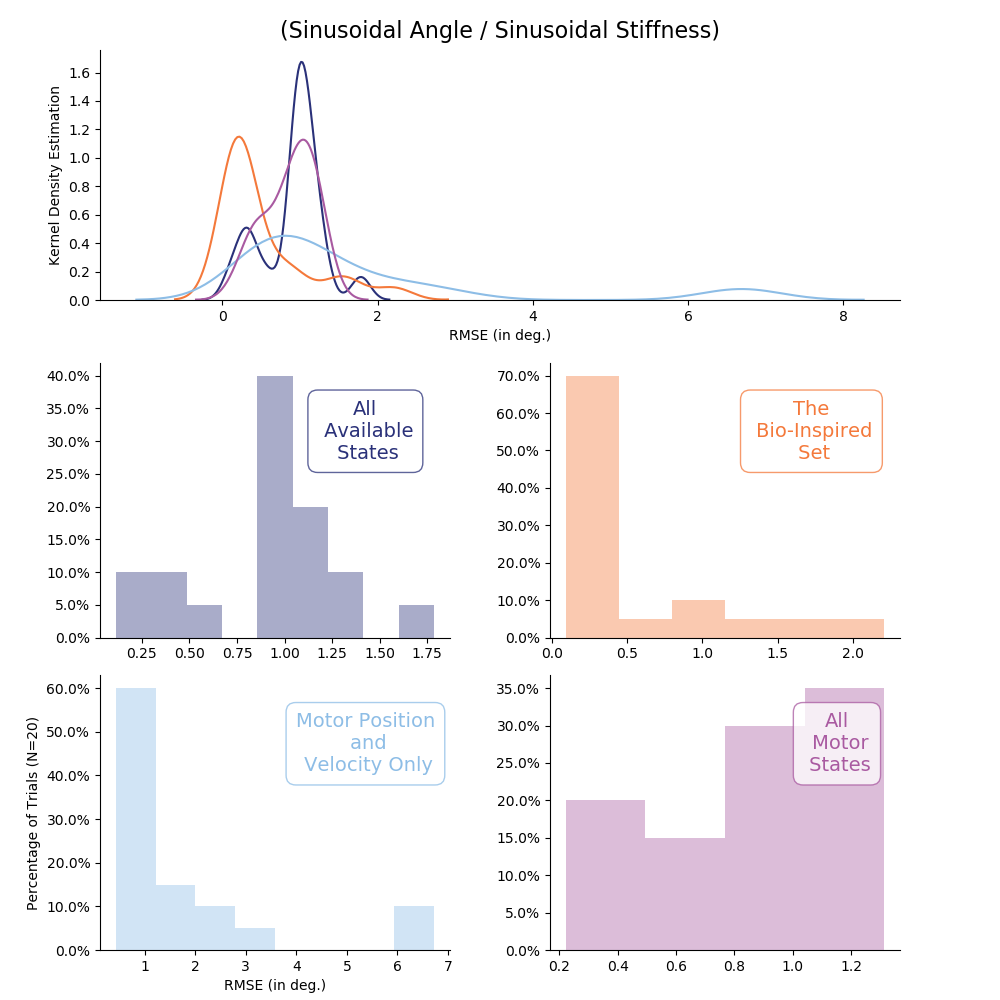 (Sinusoidal Angle / Sinusoidal Stiffness)
Kernel Density Estimation
1.6
1.4
1.2
1.0
0.8
0.6
0.4
0.2
0.0
0 2 4 6 8
RMSE (in deg.)
40.0%
35.0%
30.0%
25.0%
20.0%
15.0%
10.0%
5.0%
0.0%
All
Available
States
0.25 0.50 0.75 1.00 1.25 1.50 1.75
70.0%
60.0%
50.0%
40.0%
30.0%
20.0%
10.0%
0.0%
The
Bio-Inspired
Set
0.0 0.5 1.0 1.5 2.0
Percentage of Trials (N=20)
60.0%
50.0%
40.0%
30.0%
20.0%
10.0%
0.0%
Motor Position
and
Velocity Only
1 2 3 4 5 6 7
RMSE (in deg.)
35.0%
30.0%
25.0%
20.0%
15.0%
10.0%
5.0%
0.0%
All
Motor
States
0.2 0.4 0.6 0.8 1.0 1.2